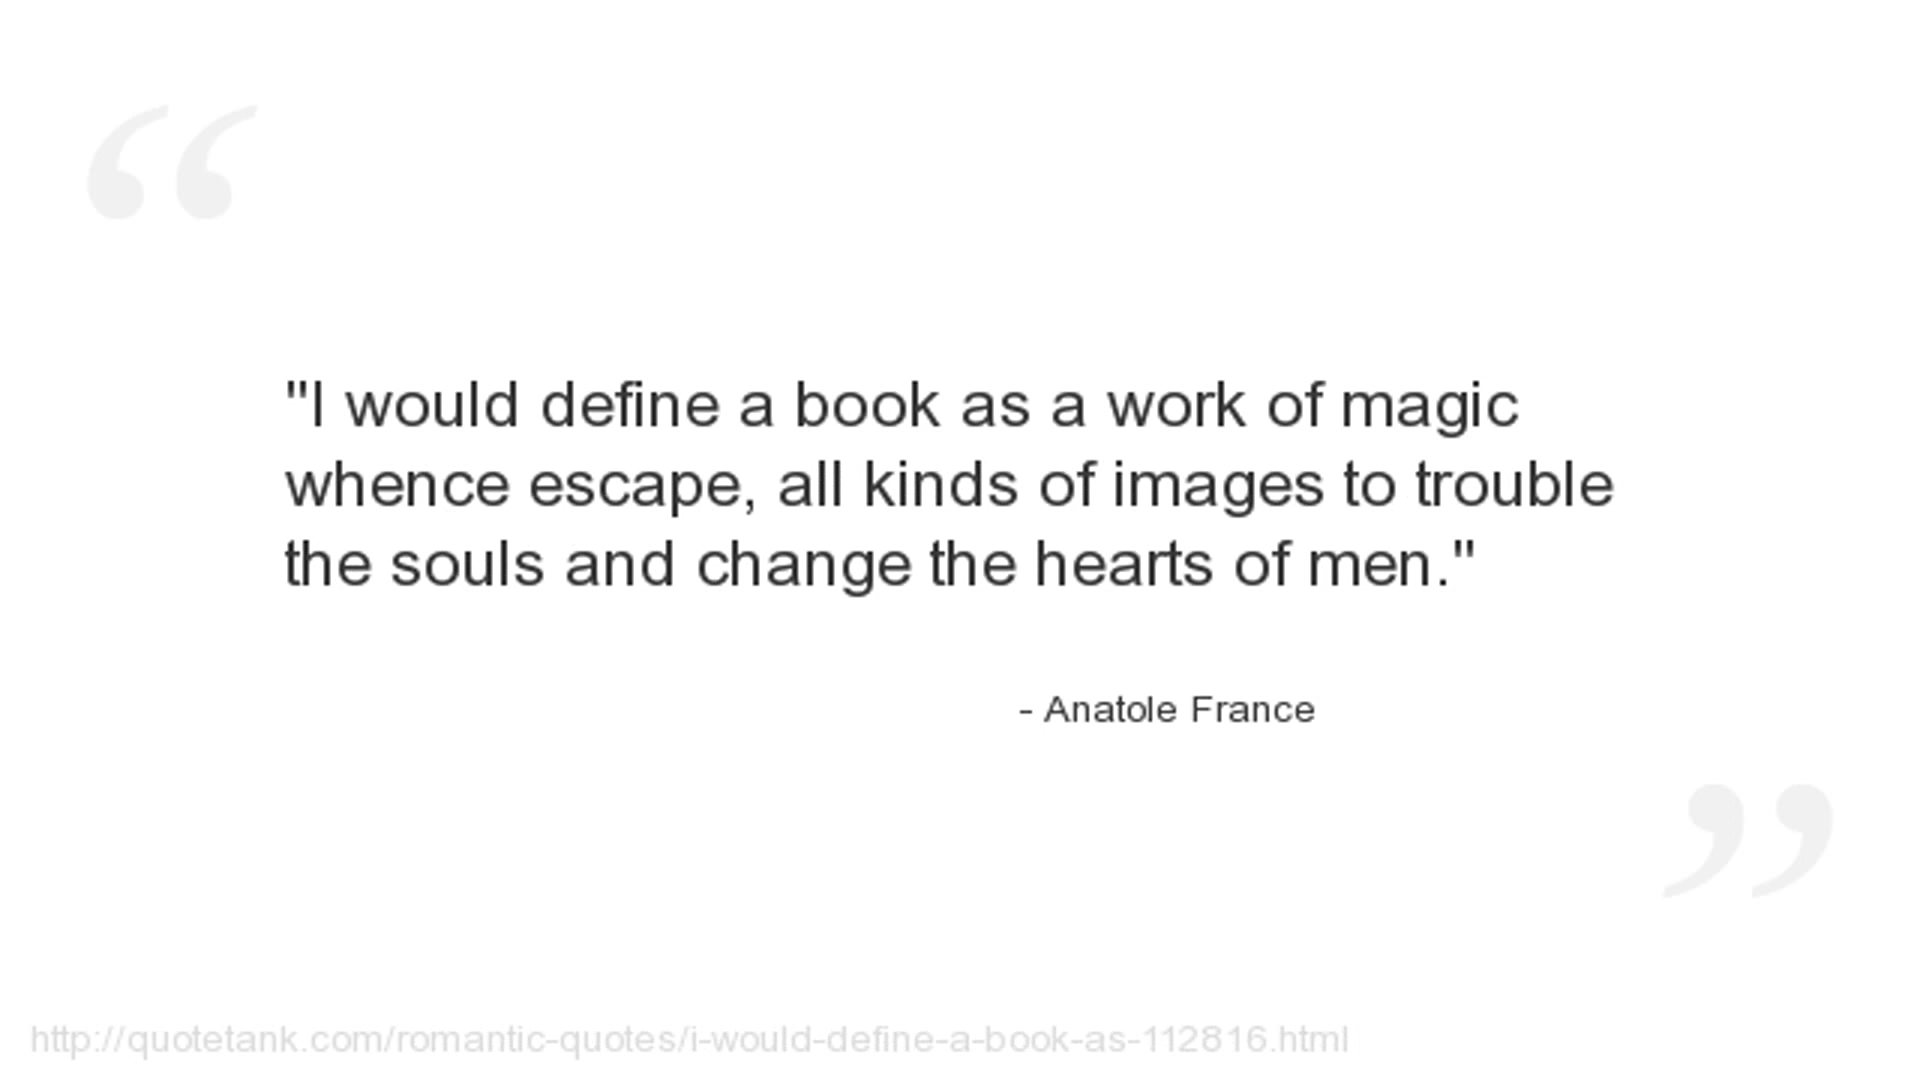 "I would define a book as a work of magic
whence escape, all kinds of images to trouble
the souls and change the hearts of men."
- Anatole France
http://quotetank.com/romantic-quotes/i-would-define-a-book-as-112816.html